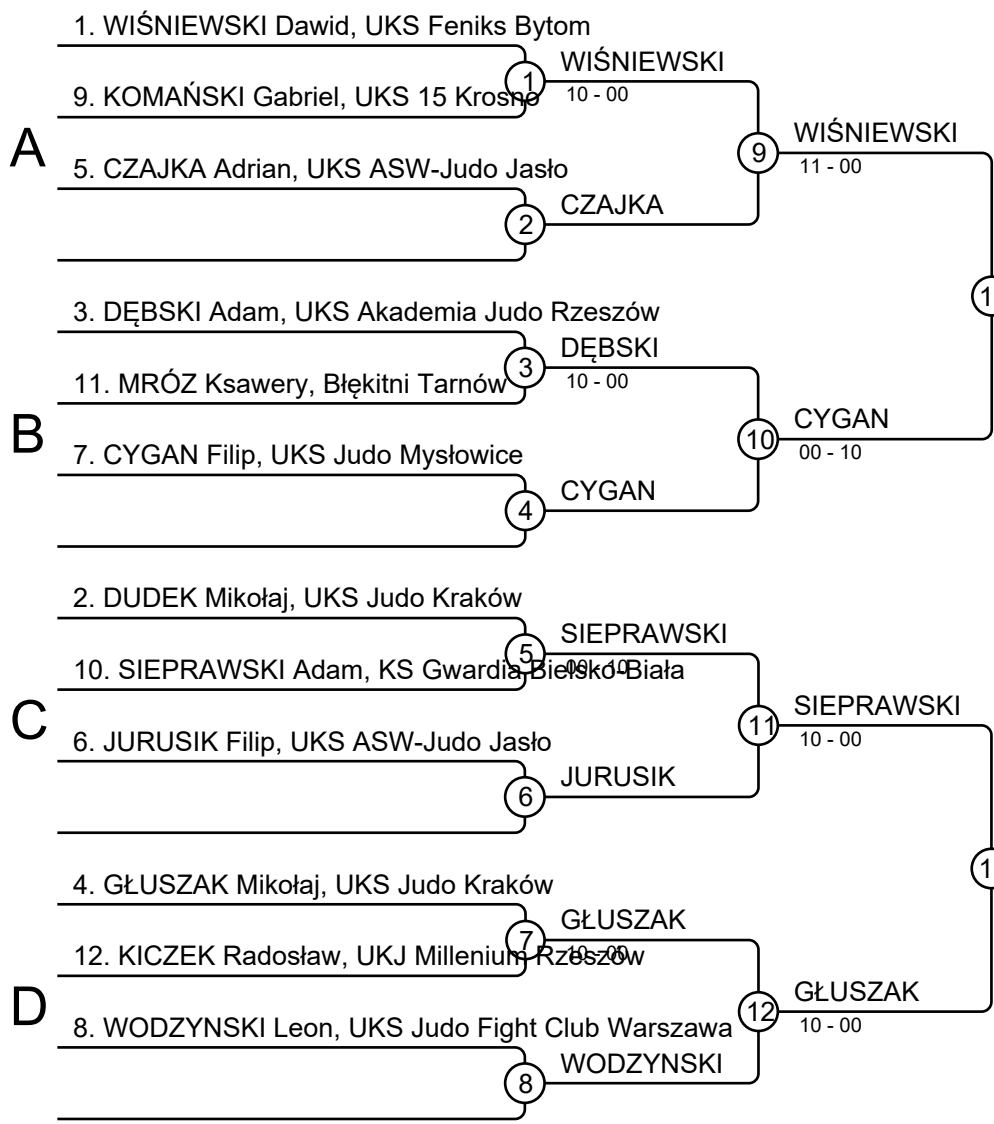 1. WIŚNIEWSKI Dawid, UKS Feniks Bytom
WIŚNIEWSKI
1
10 - 00
9. KOMAŃSKI Gabriel, UKS 15 Krosno
WIŚNIEWSKI
A
9
11 - 00
5. CZAJKA Adrian, UKS ASW-Judo Jasło
CZAJKA
2
3. DĘBSKI Adam, UKS Akademia Judo Rzeszów
1
DĘBSKI
3
10 - 00
11. MRÓZ Ksawery, Błękitni Tarnów
CYGAN
B
10
00 - 10
7. CYGAN Filip, UKS Judo Mysłowice
CYGAN
4
2. DUDEK Mikołaj, UKS Judo Kraków
SIEPRAWSKI
5
00 - 10
10. SIEPRAWSKI Adam, KS Gwardia Bielsko-Biała
SIEPRAWSKI
C
11
10 - 00
6. JURUSIK Filip, UKS ASW-Judo Jasło
JURUSIK
6
1
4. GŁUSZAK Mikołaj, UKS Judo Kraków
GŁUSZAK
7
10 - 00
12. KICZEK Radosław, UKJ Millenium Rzeszów
GŁUSZAK
D
12
10 - 00
8. WODZYNSKI Leon, UKS Judo Fight Club Warszawa
WODZYNSKI
8